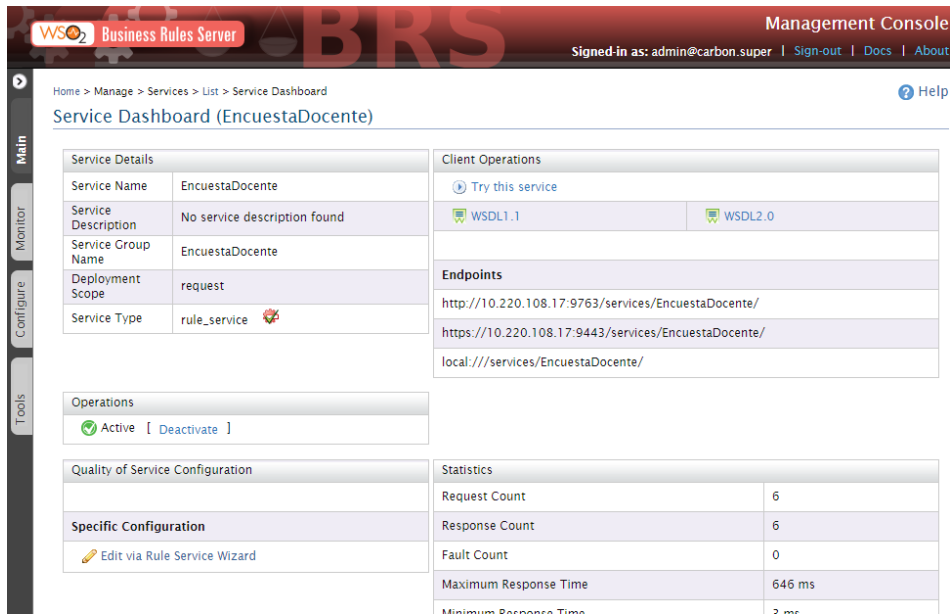 WSO2 Business Rules Server
BRS
Management Console
Signed-in as: admin@carbon.super | Sign-out | Docs | About
Main
Monitor
Configure
Tools
Home > Manage > Services > List > Service Dashboard
Help
Service Dashboard (EncuestaDocente)
Service Details
Service Name EncuestaDocente
Service
Description
No service description found
Service Group
Name
EncuestaDocente
Deployment
Scope
request
Service Type rule_service
Client Operations
Try this service
WSDL1.1 WSDL2.0
Endpoints
http://10.220.108.17:9763/services/EncuestaDocente/
https://10.220.108.17:9443/services/EncuestaDocente/
local:///services/EncuestaDocente/
Operations
Active [ Deactivate ]
Quality of Service Configuration
Specific Configuration
Edit via Rule Service Wizard
Statistics
Request Count 6
Response Count 6
Fault Count 0
Maximum Response Time 646 ms
Minimum Response Time 3 ms